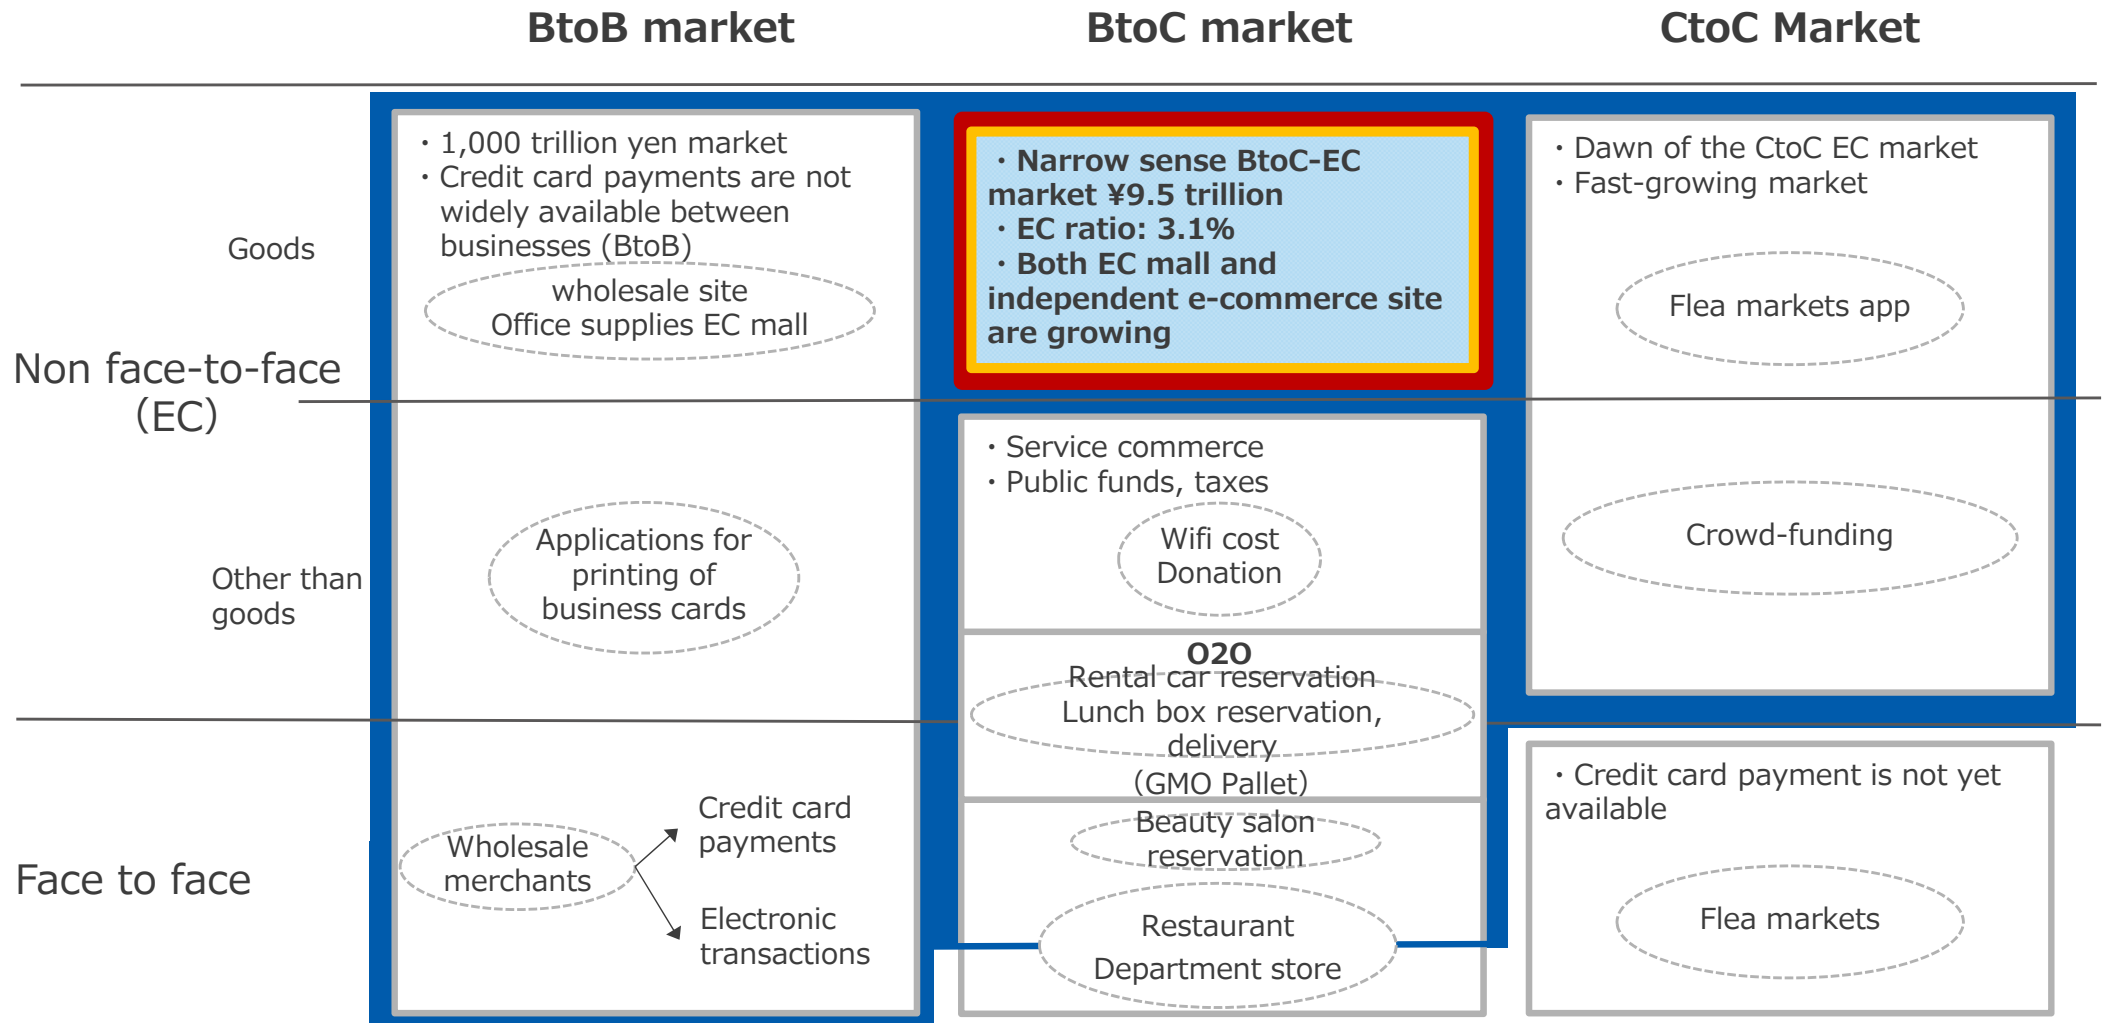 BtoB market
BtoC market
CtoC Market
Non face-to-face
（EC）
Goods
・1,000 trillion yen market
・Credit card payments are not
widely available between
businesses (BtoB)
wholesale site
Office supplies EC mall
・Narrow sense BtoC-EC
market ¥9.5 trillion
・EC ratio: 3.1%
・Both EC mall and
independent e-commerce site
are growing
・Dawn of the CtoC EC market
・Fast-growing market
Flea markets app
Other than
goods
Applications for
printing of
business cards
・Service commerce
・Public funds, taxes
Wifi cost
Donation
O2O
Rental car reservation
Lunch box reservation,
delivery
（GMO Pallet）
Crowd-funding
Face to face
Wholesale
merchants
Credit card
payments
Electronic
transactions
Beauty salon
reservation
Restaurant
Department store
・Credit card payment is not yet
available
Flea markets